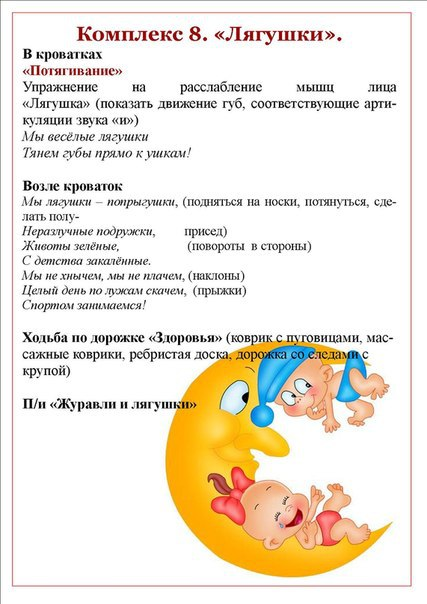 Комплекс 8. «Лягушки».
В кроватках
«Потягивание»
Упражнение на расслабление мышц лица
«Лягушка» (показать движение губ, соответствующие арти-
куляции звука «и»)
Мы весёлые лягушки
Тянем губы прямо к ушкам!
Возле кроваток
Мы лягушки – попрыгушки, (подняться на носки, потянуться, сде-
лать полу-
Неразлучные подружки, присед)
Животы зелёные, (повороты в стороны)
С детства закалённые.
Мы не хнычем, мы не плачем, (наклоны)
Целый день по лужам скачем, (прыжки)
Спортом занимаемся!
Ходьба по дорожке «Здоровья» (коврик с пуговицами, мас-
сажные коврики, ребристая доска, дорожка со следами с
крупой)
П/и «Журавли и лягушки»